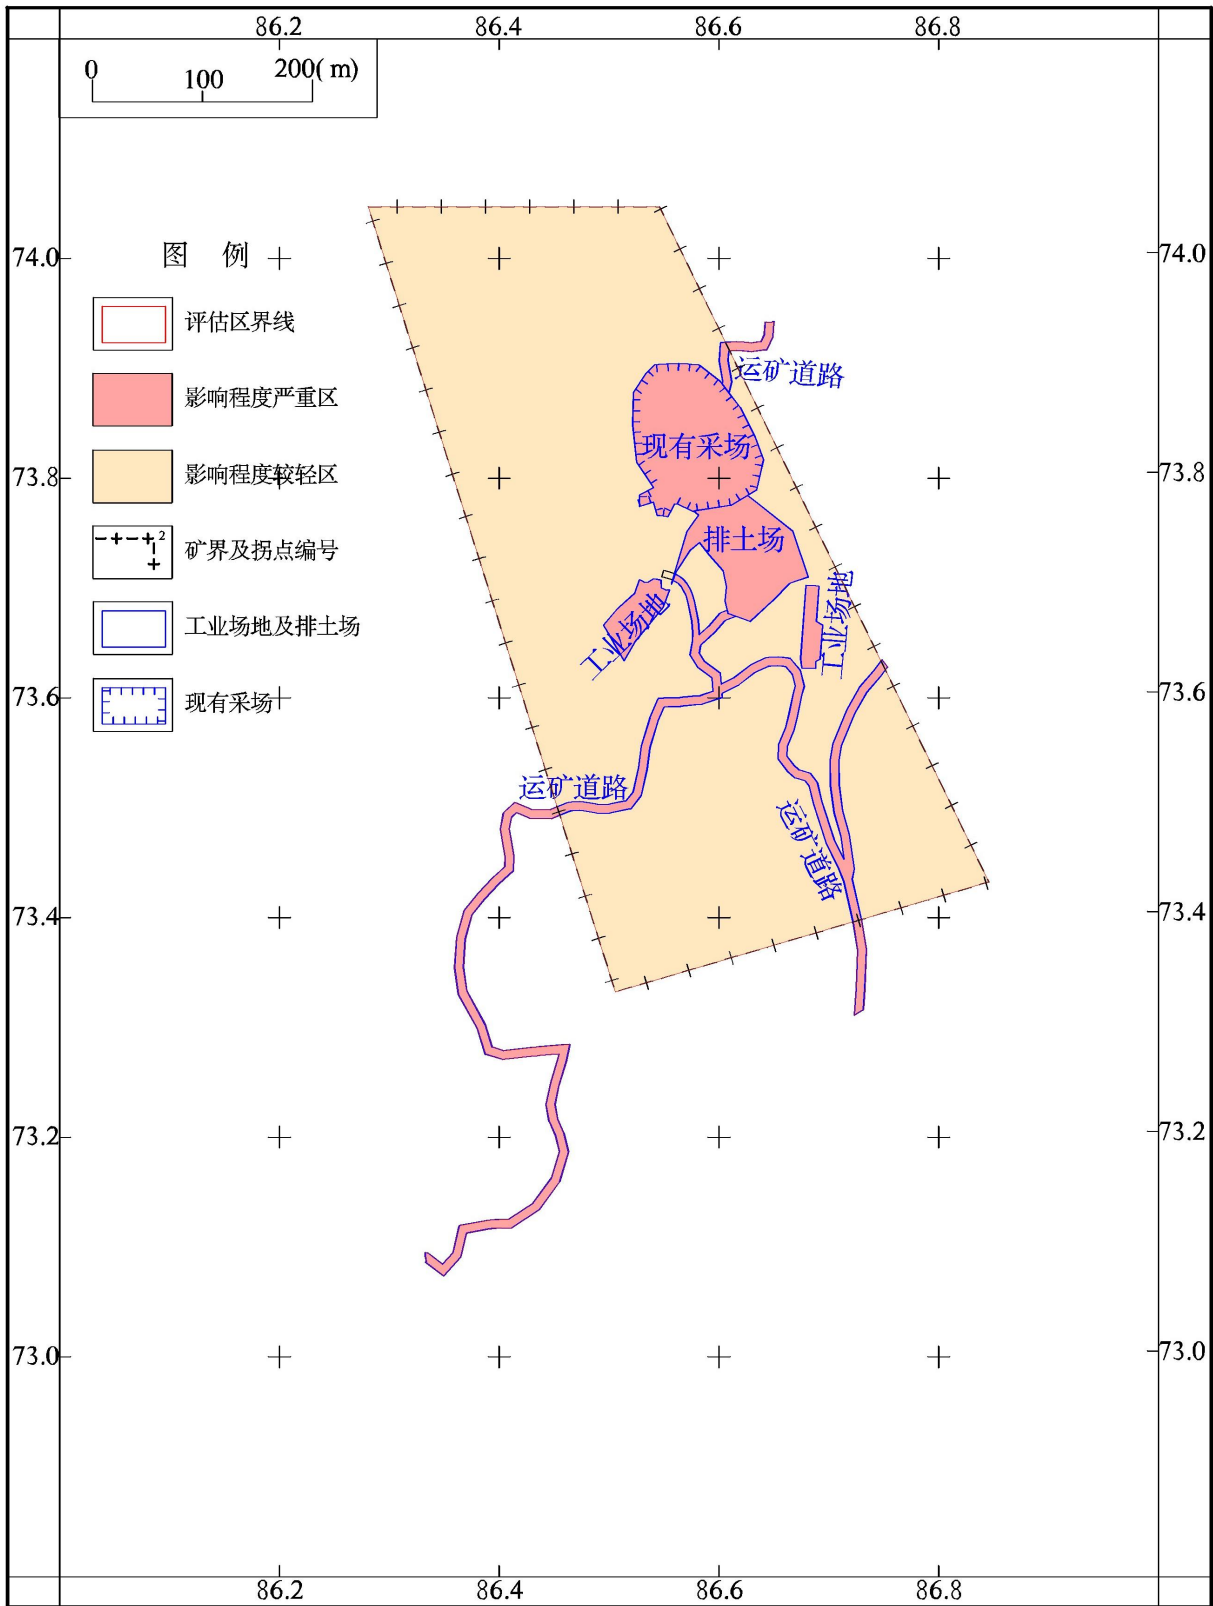 86.2 86.4 86.6 86.8
0 100 200( m)
74.0 74.0
图 例
评估区界线
影响程度严重区
影响程度较轻区
2
矿界及拐点编号
工业场地及排土场
现有采场
运矿道路
现有采场
73.8 73.8
排土场
工业场地
工业场地
73.6 73.6
运矿道路
运矿道路
73.4 73.4
73.2 73.2
73.0 73.0
86.2 86.4 86.6 86.8